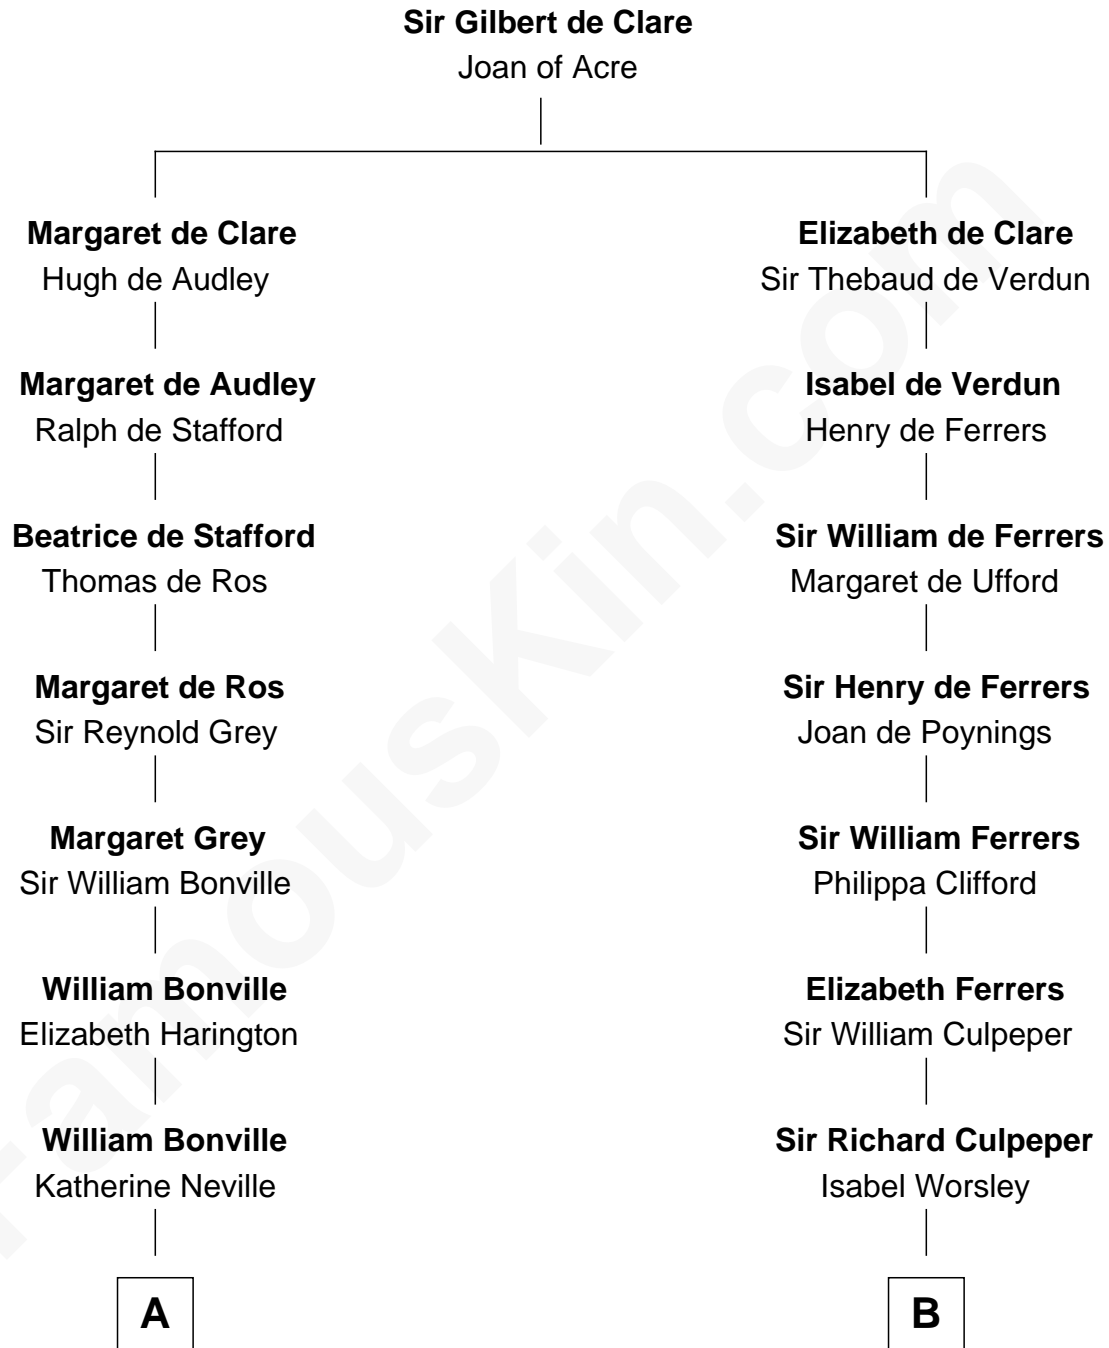 Sir Gilbert de Clare
Joan of Acre
Margaret de Clare
Hugh de Audley
Elizabeth de Clare
Sir Thebaud de Verdun
Margaret de Audley
Ralph de Stafford
Isabel de Verdun
Henry de Ferrers
Beatrice de Stafford
Thomas de Ros
Sir William de Ferrers
Margaret de Ufford
Margaret de Ros
Sir Reynold Grey
Sir Henry de Ferrers
Joan de Poynings
Margaret Grey
Sir William Bonville
Sir William Ferrers
Philippa Clifford
William Bonville
Elizabeth Harington
Elizabeth Ferrers
Sir William Culpeper
William Bonville
Katherine Neville
Sir Richard Culpeper
Isabel Worsley
A
B
FamousKin.com